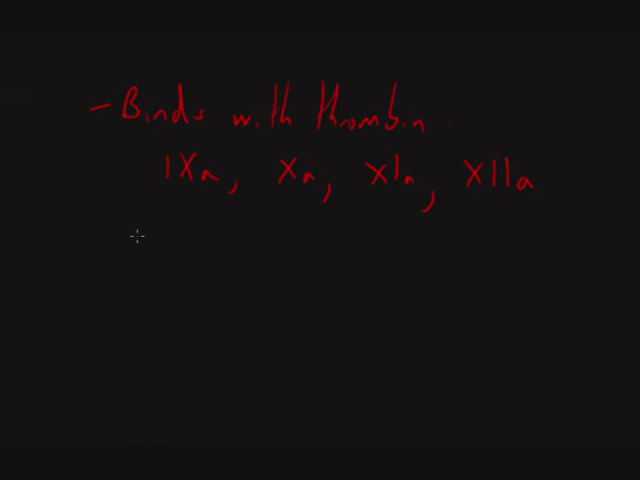 - Binds with thrombin.
IXa, Xa, XIa, XIIa